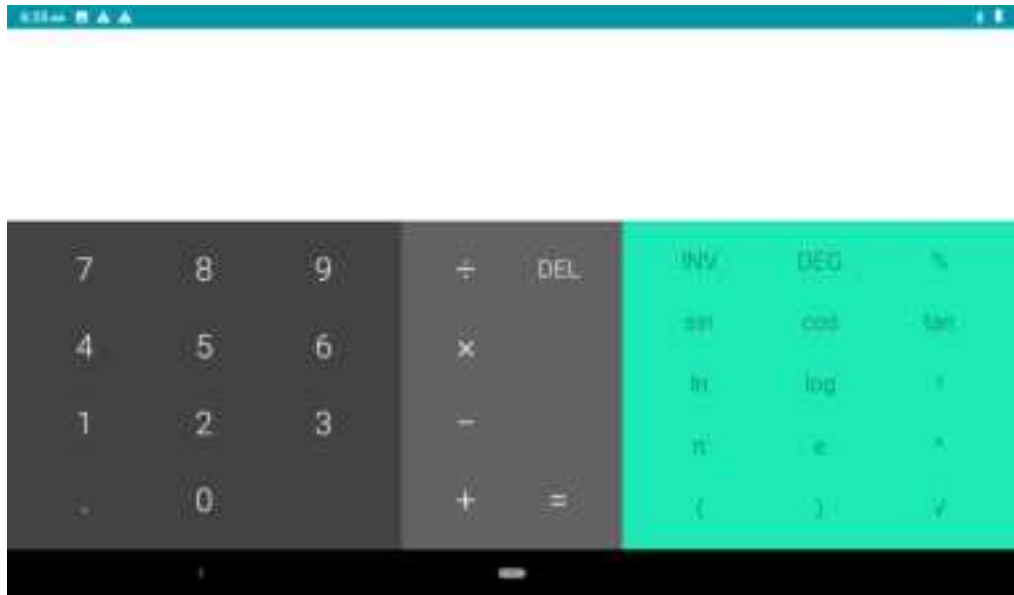 7 8 9 ÷ DEL INV DEG %
4 5 6 × sin cos tan
1 2 3 − ln log !
. 0 + = π e ^
( ) √